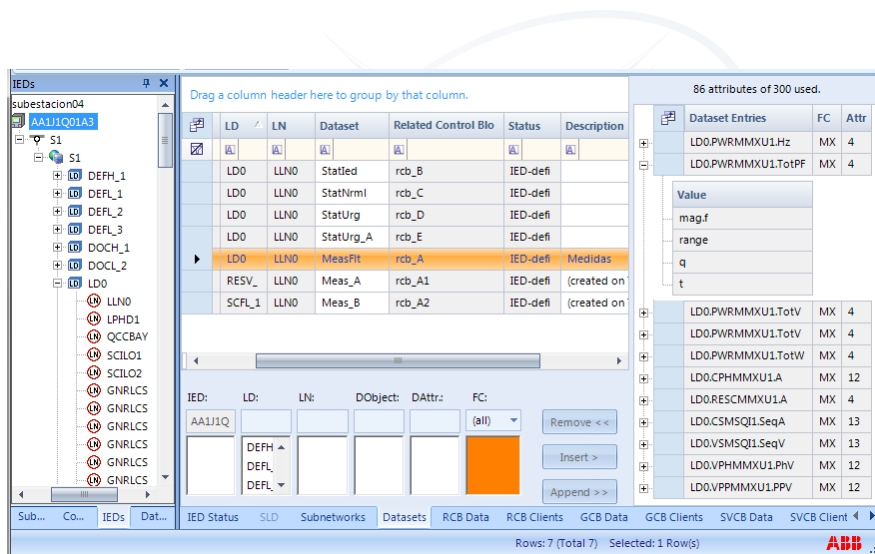 IEDs
subestacion04
AA1J1Q01A3
S1
S1
DEFH_1
DEFL_1
DEFL_2
DEFL_3
DOCH_1
DOCL_2
LD0
LLN0
LPHD1
QCCBAY
SCILO1
SCILO2
GNRLCS
GNRLCS
GNRLCS
GNRLCS
GNRLCS
GNRLCS
Sub... Co... IEDs Dat...
Drag a column header here to group by that column.
LD LN Dataset Related Control Blo Status Description
LD0 LLN0 StatIed rcb_B IED-defi
LD0 LLN0 StatNrml rcb_C IED-defi
LD0 LLN0 StatUrg rcb_D IED-defi
LD0 LLN0 StatUrg_A rcb_E IED-defi
LD0 LLN0 MeasFlt rcb_A IED-defi Medidas
RESV_ LLN0 Meas_A rcb_A1 IED-defi (created on
SCFL_1 LLN0 Meas_B rcb_A2 IED-defi (created on
IED: LD: LN: DObject: DAttr.: FC:
AA1J1Q (all)
DEFH
DEFL_
DEFL_
Remove <<
Insert >
Append >>
86 attributes of 300 used.
Dataset Entries FC Attr
LD0.PWRMMXU1.Hz MX 4
LD0.PWRMMXU1.TotPF MX 4
Value
mag.f
range
q
t
LD0.PWRMMXU1.TotV MX 4
LD0.PWRMMXU1.TotV MX 4
LD0.PWRMMXU1.TotW MX 4
LD0.CPHMMXU1.A MX 12
LD0.RESCMMXU1.A MX 4
LD0.CSMSQI1.SeqA MX 13
LD0.VSMSQI1.SeqV MX 13
LD0.VPHMMXU1.PhV MX 12
LD0.VPPMMXU1.PPV MX 12
IED Status SLD Subnetworks Datasets RCB Data RCB Clients GCB Data GCB Clients SVCB Data SVCB Client
Rows: 7 (Total 7) Selected: 1 Row(s)
ABB